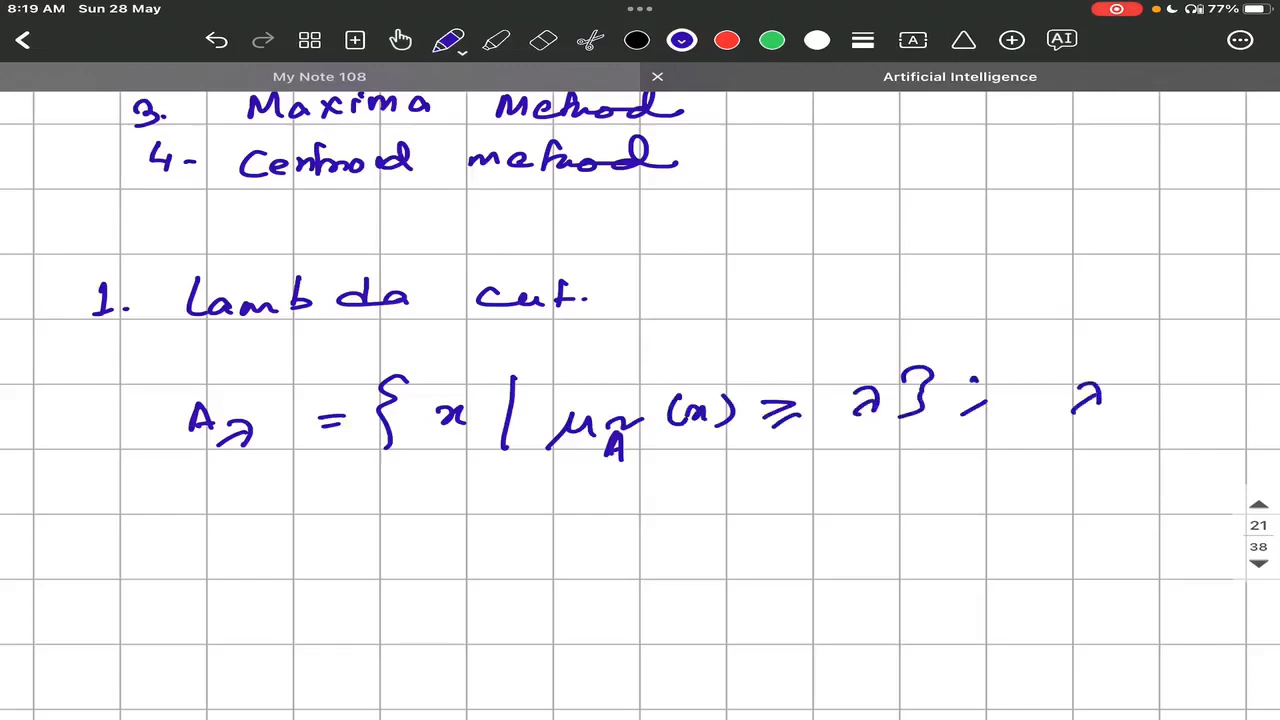 8:19 AM Sun 28 May
77%
My Note 108
Artificial Intelligence
3. Maxima Method
4- Centroid method
1. Lambda cut.
A_λ = { x | μ_Ã (x) ≥ λ } ; λ
21
38